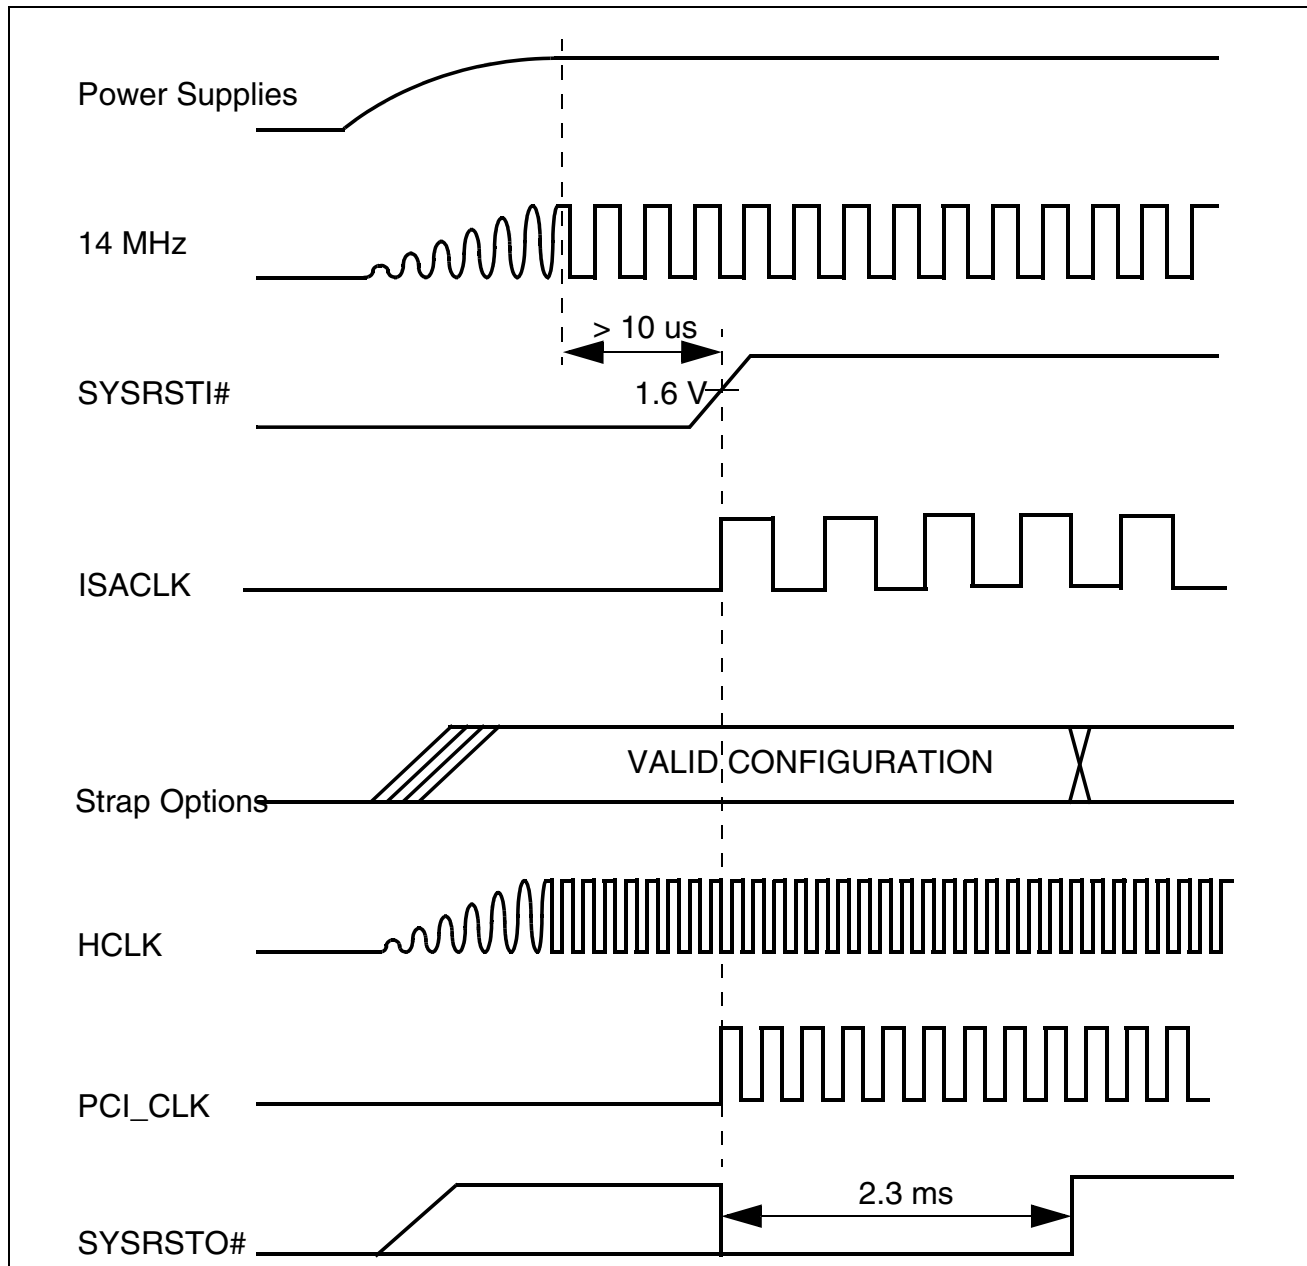 Power Supplies
14 MHz
> 10 us
SYSRSTI#
1.6 V
ISACLK
VALID CONFIGURATION
Strap Options
HCLK
PCI_CLK
2.3 ms
SYSRSTO#